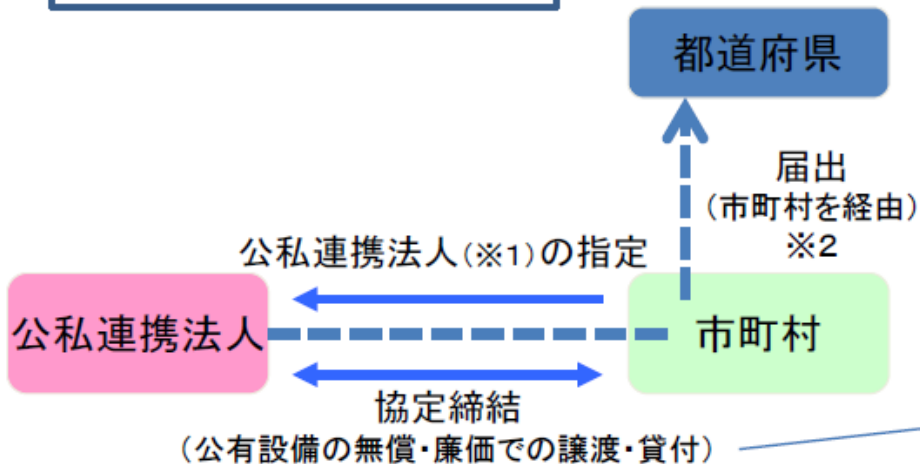 都道府県
届出
(市町村を経由)
※2
公私連携法人(※1)の指定
公私連携法人
市町村
協定締結
(公有設備の無償・廉価での譲渡・貸付)